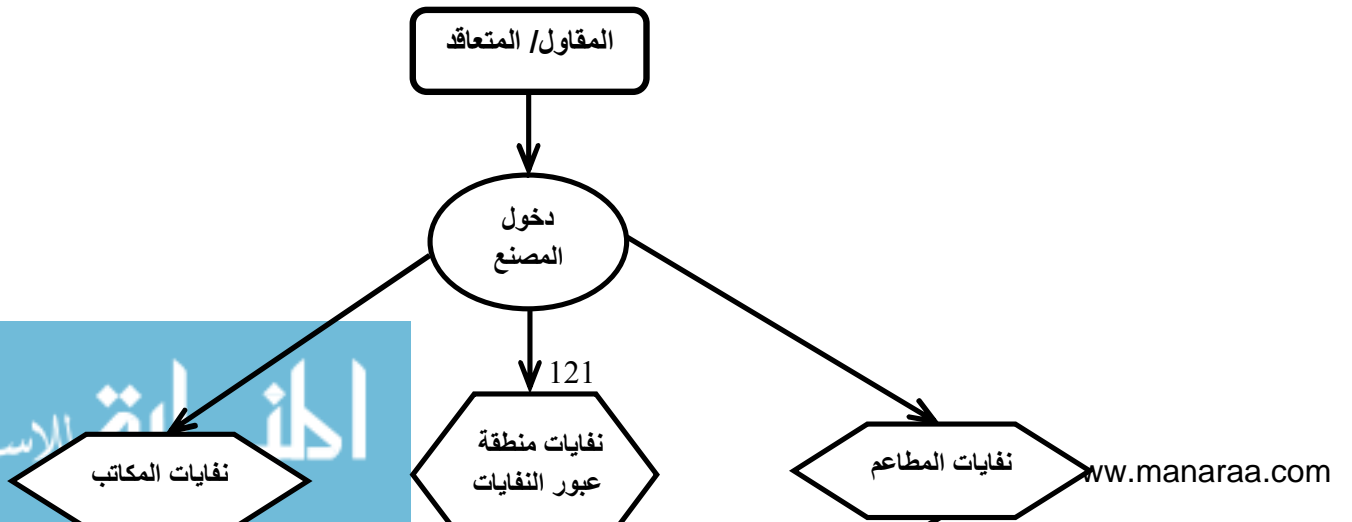 المقاول/ المتعاقد
دخول
المصنع
121
نفايات المطاعم
نفايات منطقة
عبور النفايات
نفايات المكاتب
ww.manaraa.com